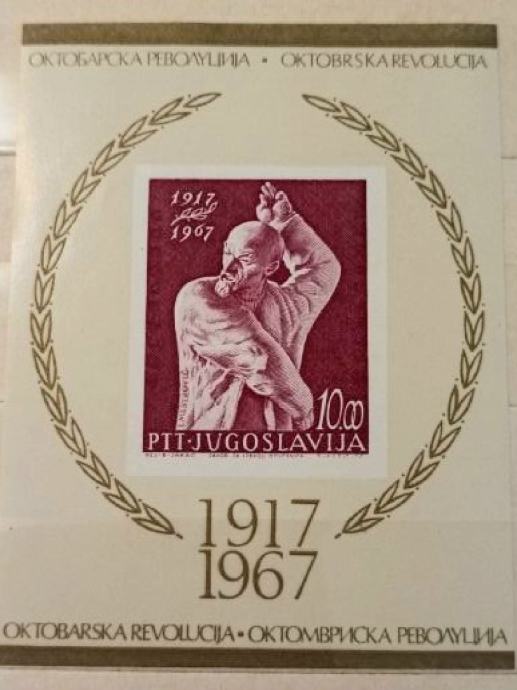 ОКТОБАРСКА РЕВОЛУЦИЈА • OKTOBRSKA REVOLUCIJA
1917
1967
10.00
PTT·JUGOSLAVIJA
1917
1967
OKTOBARSKA REVOLUCIJA • ОКТОМВРИСКА РЕВОЛУЦИЈА